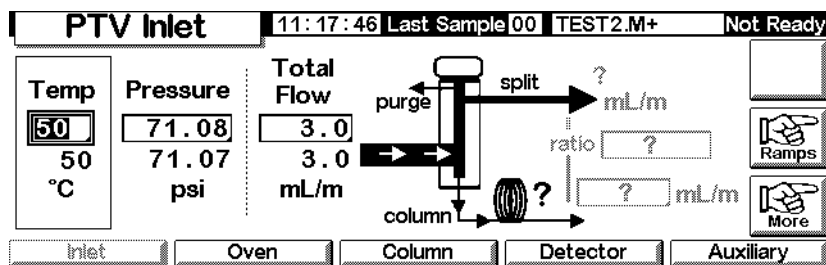 PTV Inlet 11:17:46 Last Sample 00 TEST2.M+ Not Ready
Temp Pressure Total Flow purge split ? mL/m
50 71.08 3.0 ratio ?
50 71.07 3.0 Ramps
°C psi mL/m column ? ? mL/m More
Inlet Oven Column Detector Auxiliary